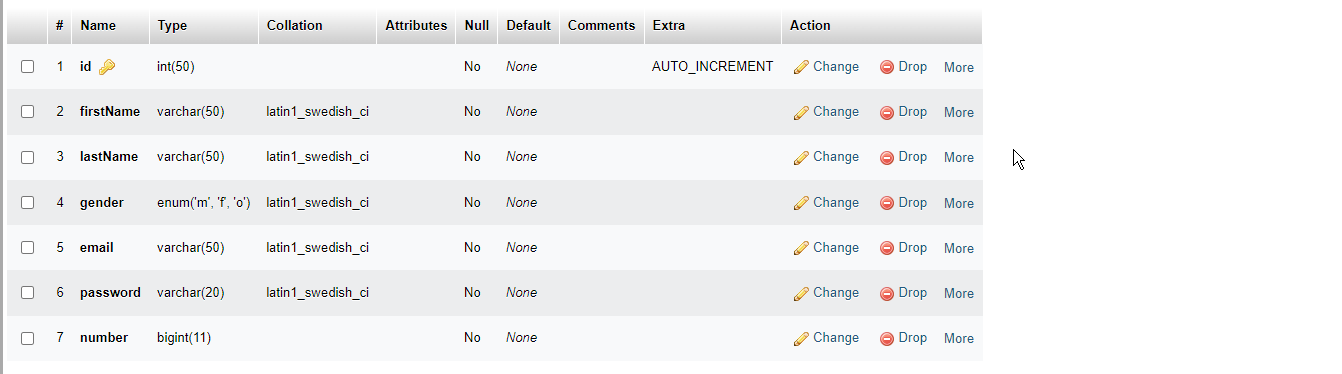 # Name Type Collation Attributes Null Default Comments Extra Action
1 id int(50) No None AUTO_INCREMENT Change Drop More
2 firstName varchar(50) latin1_swedish_ci No None Change Drop More
3 lastName varchar(50) latin1_swedish_ci No None Change Drop More
4 gender enum('m', 'f', 'o') latin1_swedish_ci No None Change Drop More
5 email varchar(50) latin1_swedish_ci No None Change Drop More
6 password varchar(20) latin1_swedish_ci No None Change Drop More
7 number bigint(11) No None Change Drop More